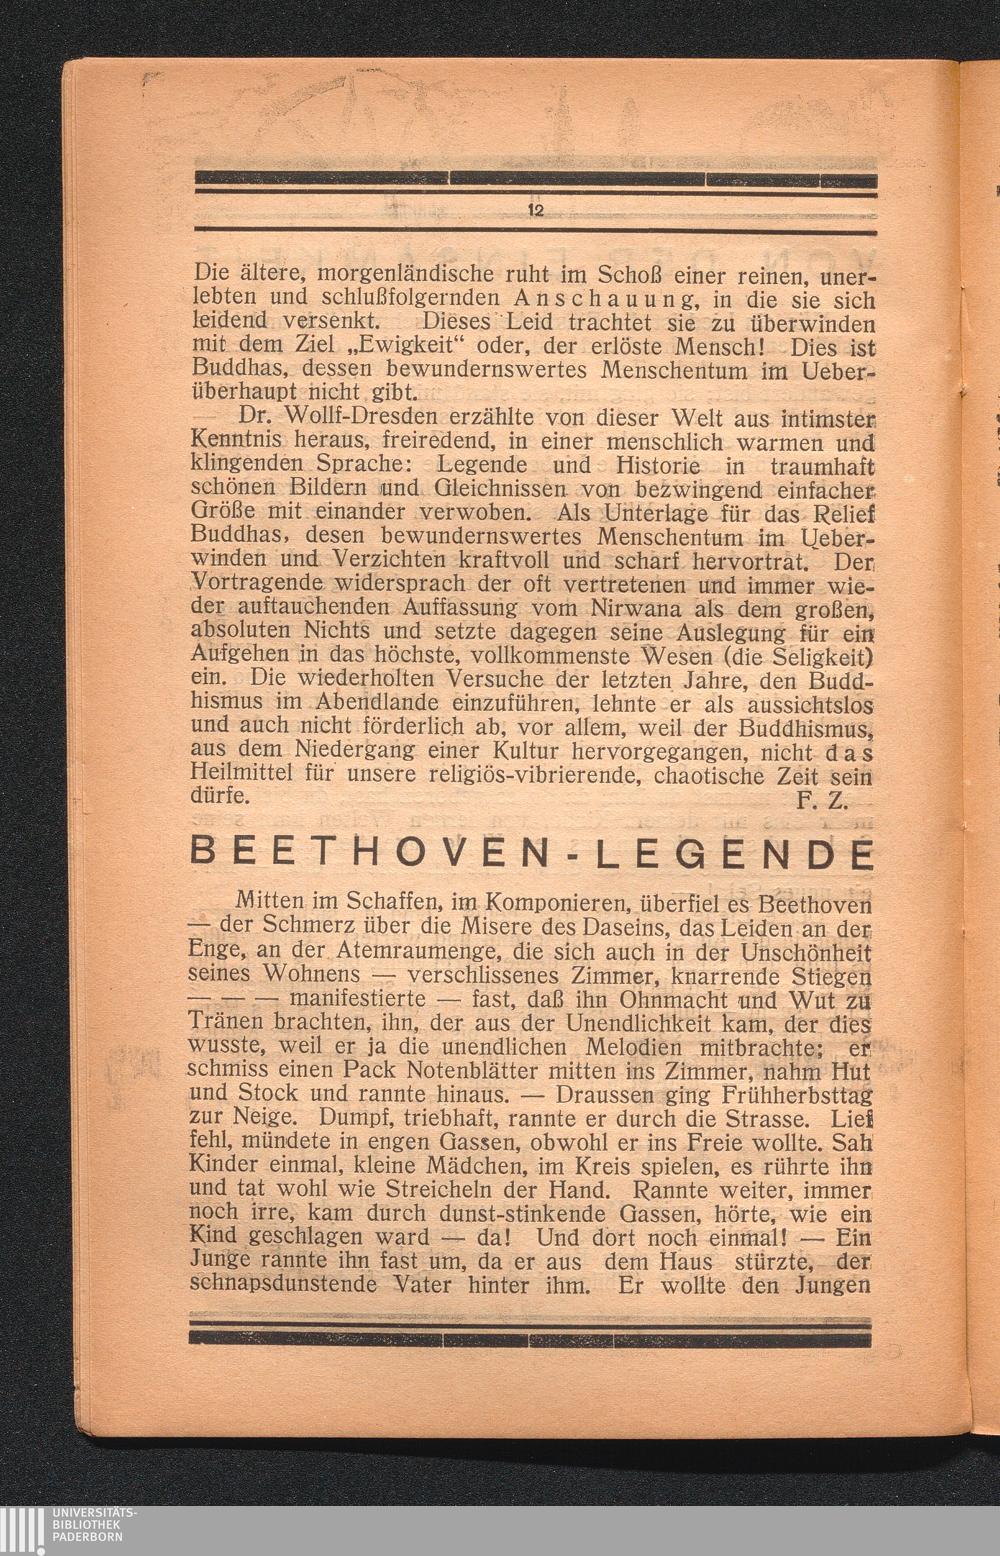 12
Die ältere, morgenländische ruht im Schoß einer reinen, uner-
lebten und schlußfolgernden Anschauung, in die sie sich
leidend versenkt. Dieses Leid trachtet sie zu überwinden
mit dem Ziel „Ewigkeit“ oder, der erlöste Mensch! Dies ist
Buddhas, dessen bewundernswertes Menschentum im Ueber-
überhaupt nicht gibt.
Dr. Wollf-Dresden erzählte von dieser Welt aus intimster
Kenntnis heraus, freiredend, in einer menschlich warmen und
klingenden Sprache: Legende und Historie in traumhaft
schönen Bildern und Gleichnissen von bezwingend einfacher
Größe mit einander verwoben. Als Unterlage für das Relief
Buddhas, desen bewundernswertes Menschentum im Ueber-
winden und Verzichten kraftvoll und scharf hervortrat. Der
Vortragende widersprach der oft vertretenen und immer wie-
der auftauchenden Auffassung vom Nirwana als dem großen,
absoluten Nichts und setzte dagegen seine Auslegung für ein
Aufgehen in das höchste, vollkommenste Wesen (die Seligkeit)
ein. Die wiederholten Versuche der letzten Jahre, den Budd-
hismus im Abendlande einzuführen, lehnte er als aussichtslos
und auch nicht förderlich ab, vor allem, weil der Buddhismus,
aus dem Niedergang einer Kultur hervorgegangen, nicht das
Heilmittel für unsere religiös-vibrierende, chaotische Zeit sein
dürfe. F. Z.
BEETHOVEN-LEGENDE
Mitten im Schaffen, im Komponieren, überfiel es Beethoven
— der Schmerz über die Misere des Daseins, das Leiden an der
Enge, an der Atemraumenge, die sich auch in der Unschönheit
seines Wohnens — verschlissenes Zimmer, knarrende Stiegen
— — — manifestierte — fast, daß ihn Ohnmacht und Wut zu
Tränen brachten, ihn, der aus der Unendlichkeit kam, der dies
wusste, weil er ja die unendlichen Melodien mitbrachte; er
schmiss einen Pack Notenblätter mitten ins Zimmer, nahm Hut
und Stock und rannte hinaus. — Draussen ging Frühherbsttag
zur Neige. Dumpf, triebhaft, rannte er durch die Strasse. Lief
fehl, mündete in engen Gassen, obwohl er ins Freie wollte. Sah
Kinder einmal, kleine Mädchen, im Kreis spielen, es rührte ihn
und tat wohl wie Streicheln der Hand. Rannte weiter, immer
noch irre, kam durch dunst-stinkende Gassen, hörte, wie ein
Kind geschlagen ward — da! Und dort noch einmal! — Ein
Junge rannte ihn fast um, da er aus dem Haus stürzte, der
schnapsdunstende Vater hinter ihm. Er wollte den Jungen
UNIVERSITÄTS-
BIBLIOTHEK
PADERBORN